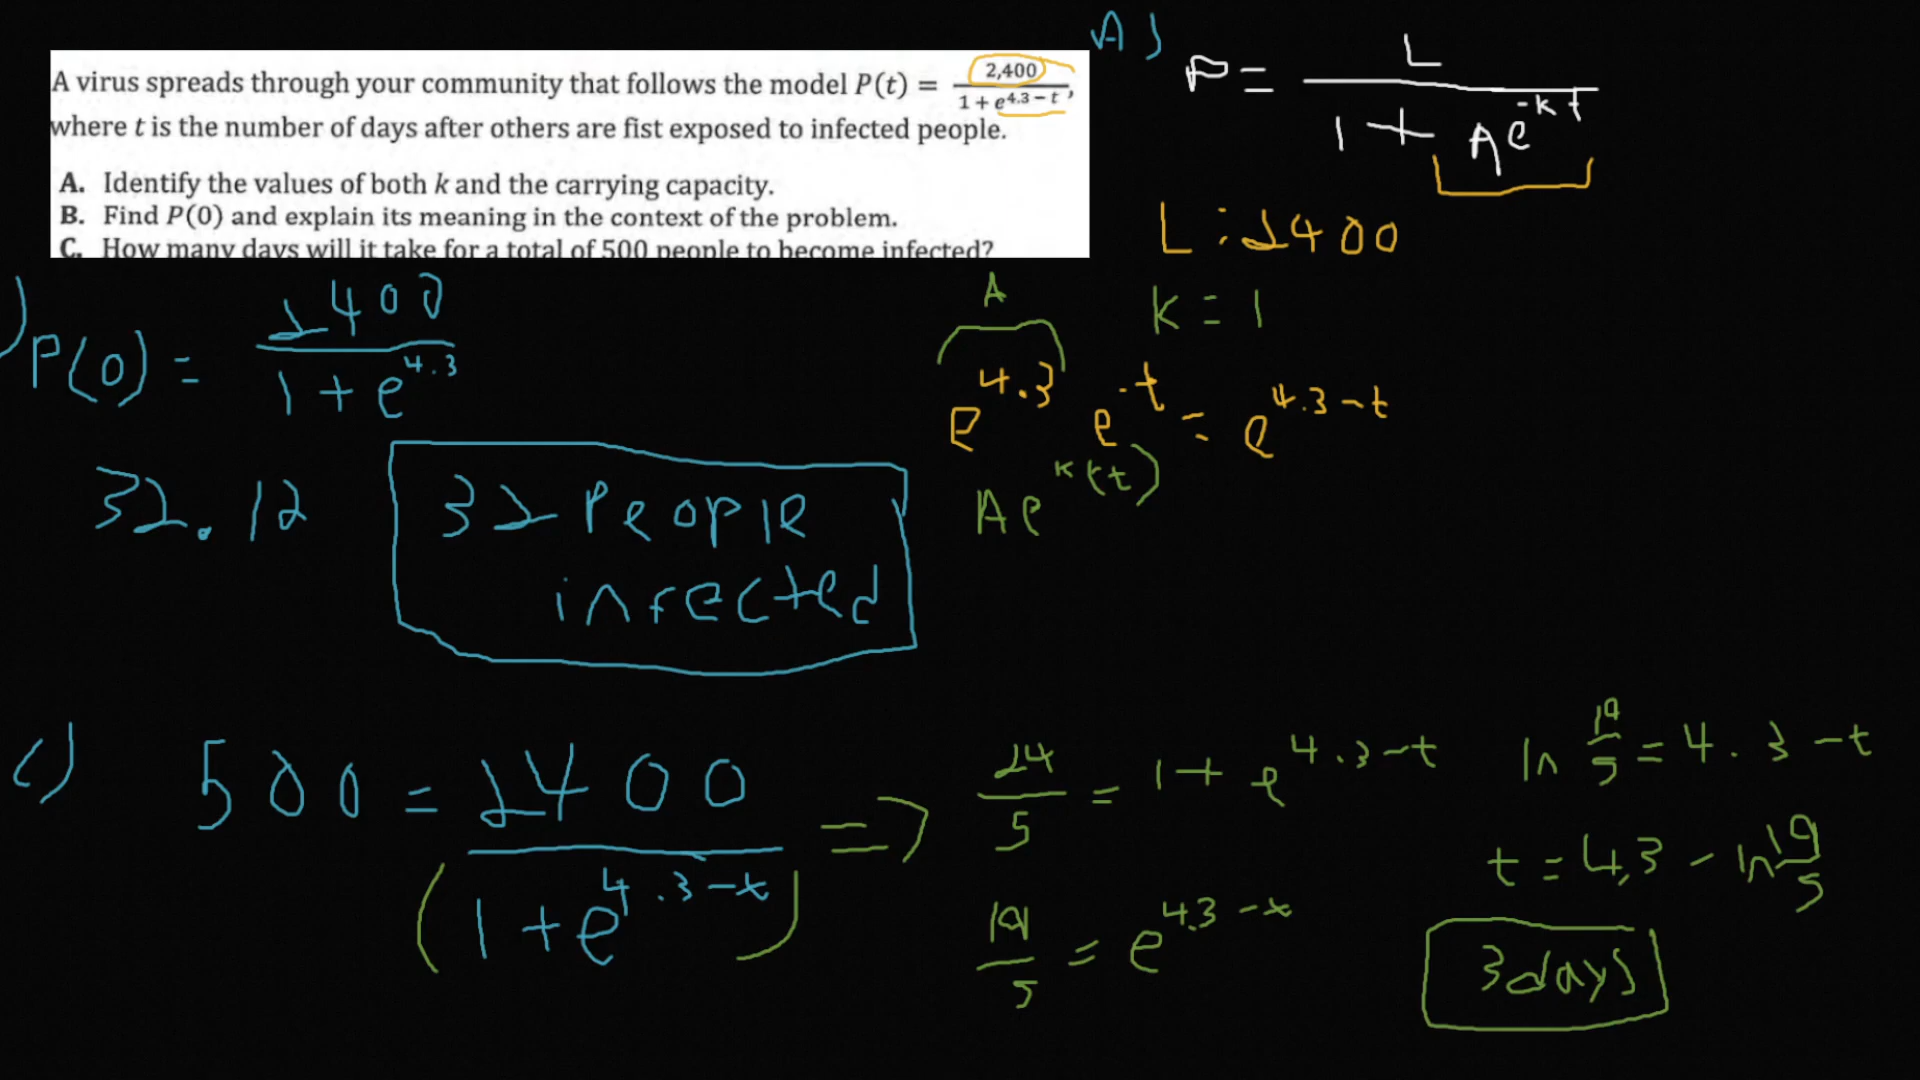 A virus spreads through your community that follows the model P(t) = 2,400 / (1 + e^(4.3 − t)),
where t is the number of days after others are fist exposed to infected people.
A. Identify the values of both k and the carrying capacity.
B. Find P(0) and explain its meaning in the context of the problem.
C. How many days will it take for a total of 500 people to become infected?
A)
P = L / (1 + Ae^(-kt))
L : 2400
k = 1
A
e^4.3 e^-t = e^(4.3-t)
Ae^(k(t))
)
P(0) = 2400 / (1 + e^4.3)
32.12
32 People
infected
c)
500 = 2400 / (1 + e^(4.3-t)) =>
24/5 = 1 + e^(4.3-t)
19/5 = e^(4.3-t)
ln 19/5 = 4.3 - t
t = 4.3 - ln 19/5
3 days